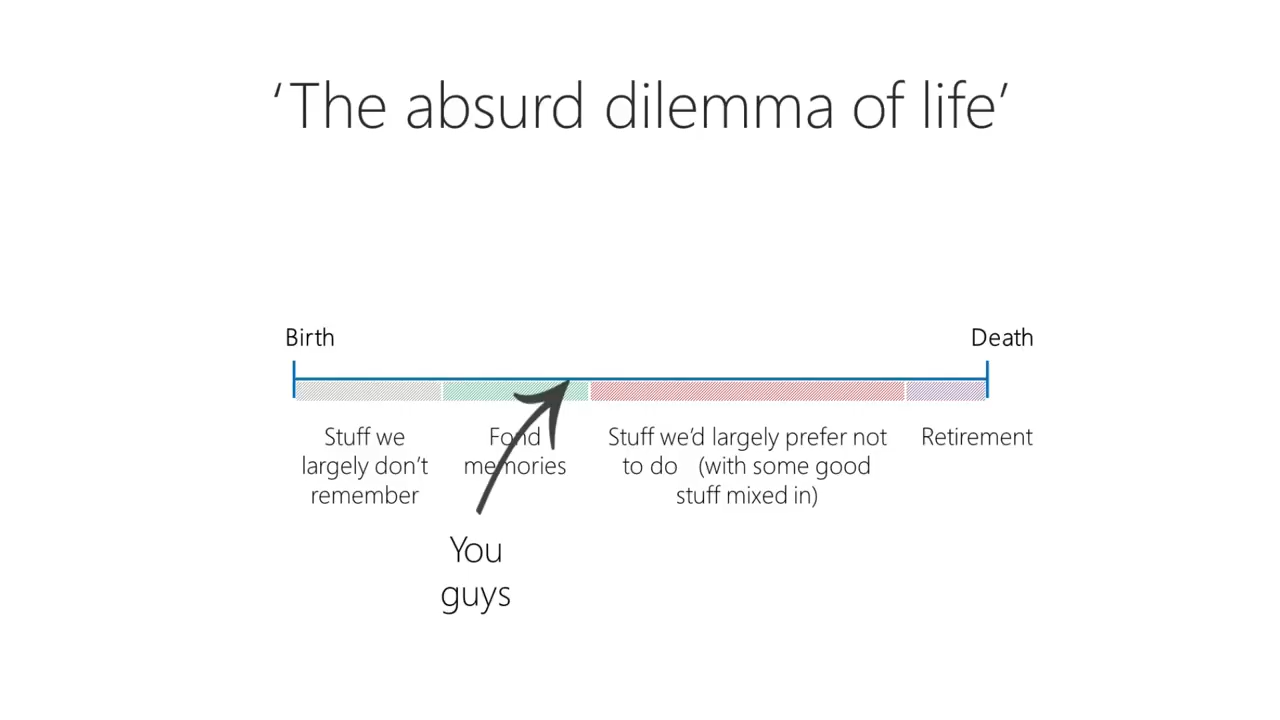 ‘The absurd dilemma of life’
Birth
Death
Stuff we
largely don’t
remember
Fond
memories
Stuff we’d largely prefer not
to do (with some good
stuff mixed in)
Retirement
You
guys